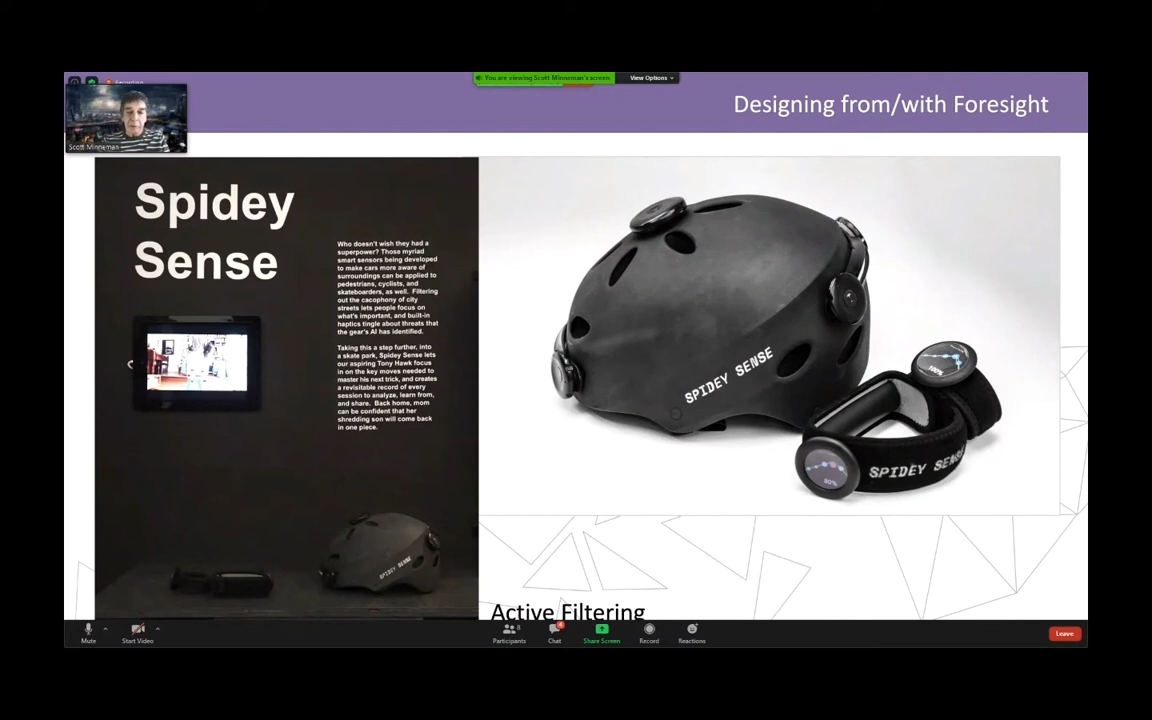 You are viewing Scott Minneman's screen
View Options
Designing from/with Foresight
Scott Minneman
Spidey
Sense
Who doesn't wish they had a
superpower? Those myriad
smart sensors being developed
to make cars more aware of
surroundings can be applied to
pedestrians, cyclists, and
skateboarders, as well. Filtering
out the cacophony of city
streets lets people focus on
what's important, and built-in
haptics tingle about threats that
the gear's AI has identified.
Taking this a step further, into
a skate park, Spidey Sense lets
our aspiring Tony Hawk focus
in on the key moves needed to
master his next trick, and creates
a revisitable record of every
session to analyze, learn from,
and share. Back home, mom
can be confident that her
shredding son will come back
in one piece.
SPIDEY SENSE
SPIDEY SENSE
100%
80%
SPIDEY SENSE
Active Filtering
Mute
Start Video
Participants
8
Chat
Share Screen
Record
Reactions
Leave